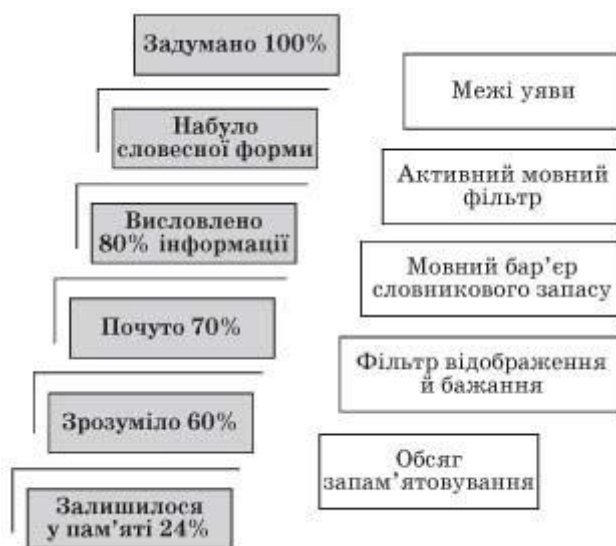 Задумано 100%
Межі уяви
Набуло
словесної форми
Активний мовний
фільтр
Висловлено
80% інформації
Мовний бар’єр
словникового запасу
Почуто 70%
Фільтр відображення
й бажання
Зрозуміло 60%
Обсяг
запам’ятовування
Залишилося
у пам’яті 24%